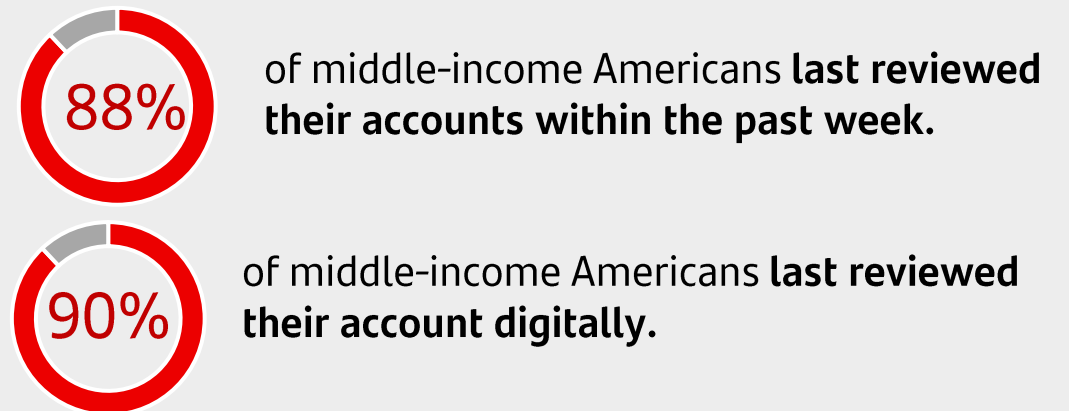 88%
of middle-income Americans last reviewed
their accounts within the past week.
90%
of middle-income Americans last reviewed
their account digitally.